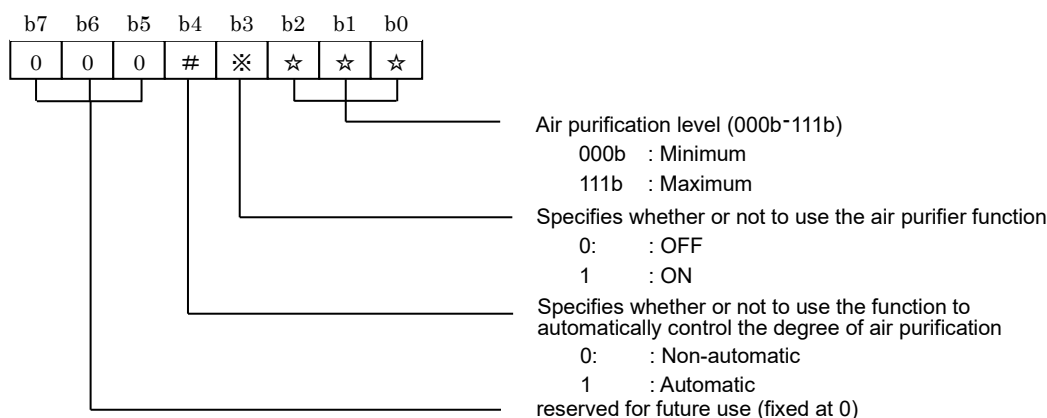 b7 b6 b5 b4 b3 b2 b1 b0
0 0 0 # ※ ☆ ☆ ☆
Air purification level (000b-111b)
000b : Minimum
111b : Maximum
Specifies whether or not to use the air purifier function
0: : OFF
1 : ON
Specifies whether or not to use the function to
automatically control the degree of air purification
0: : Non-automatic
1 : Automatic
reserved for future use (fixed at 0)